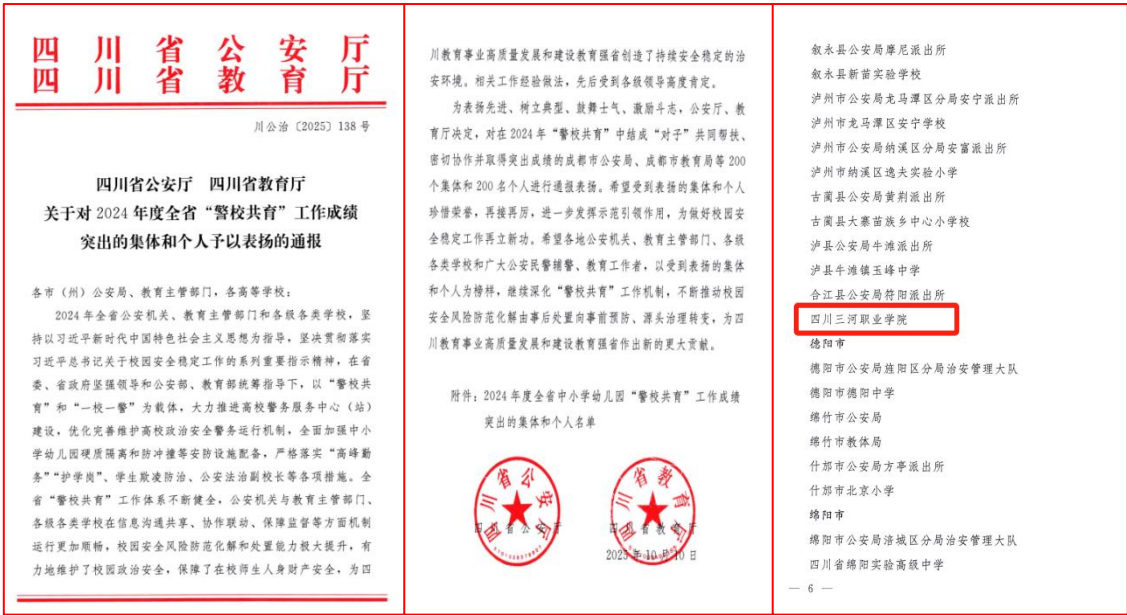 四川省公安厅
四川省教育厅
川公治〔2025〕138号
四川省公安厅 四川省教育厅
关于对2024年度全省“警校共育”工作成绩
突出的集体和个人予以表扬的通报
各市（州）公安局、教育主管部门，各高等学校：
2024年全省公安机关、教育主管部门和各级各类学校，坚
持以习近平新时代中国特色社会主义思想为指导，坚决贯彻落实
习近平总书记关于校园安全稳定工作的系列重要指示精神，在省
委、省政府坚强领导和公安部、教育部统筹指导下，以“警校共
育”和“一校一警”为载体，大力推进高校警务服务中心（站）
建设，优化完善维护高校政治安全警务运行机制，全面加强中小
学幼儿园硬质隔离和防冲撞等安防设施配备，严格落实“高峰勤
务”“护学岗”、学生欺凌防治、公安法治副校长等各项措施。全
省“警校共育”工作体系不断健全，公安机关与教育主管部门、
各级各类学校在信息沟通共享、协作联动、保障监督等方面机制
运行更加顺畅，校园安全风险防范化解和处置能力极大提升，有
力地维护了校园政治安全，保障了在校师生人身财产安全，为四
川教育事业高质量发展和建设教育强省创造了持续安全稳定的治
安环境。相关工作经验做法，先后受到各级领导高度肯定。
为表扬先进、树立典型、鼓舞士气、激励斗志，公安厅、教
育厅决定，对在2024年“警校共育”中结成“对子”共同帮扶、
密切协作并取得突出成绩的成都市公安局、成都市教育局等200
个集体和200名个人进行通报表扬。希望受到表扬的集体和个人
珍惜荣誉，再接再厉，进一步发挥示范引领作用，为做好校园安
全稳定工作再立新功。希望各地公安机关、教育主管部门、各级
各类学校和广大公安民警辅警、教育工作者，以受到表扬的集体
和个人为榜样，继续深化“警校共育”工作机制，不断推动校园
安全风险防范化解由事后处置向事前预防、源头治理转变，为四
川教育事业高质量发展和建设教育强省作出新的更大贡献。
附件：2024年度全省中小学幼儿园“警校共育”工作成绩
突出的集体和个人名单
四川省公安厅 四川省教育厅
2025年10月10日
叙永县公安局摩尼派出所
叙永县新苗实验学校
泸州市公安局龙马潭区分局安宁派出所
泸州市龙马潭区安宁学校
泸州市公安局纳溪区分局安富派出所
泸州市纳溪区逸夫实验小学
古蔺县公安局黄荆派出所
古蔺县大寨苗族乡中心小学校
泸县公安局牛滩派出所
泸县牛滩镇玉峰中学
合江县公安局符阳派出所
四川三河职业学院
德阳市
德阳市公安局旌阳区分局治安管理大队
德阳市德阳中学
绵竹市公安局
绵竹市教体局
什邡市公安局方亭派出所
什邡市北京小学
绵阳市
绵阳市公安局涪城区分局治安管理大队
四川省绵阳实验高级中学
— 6 —